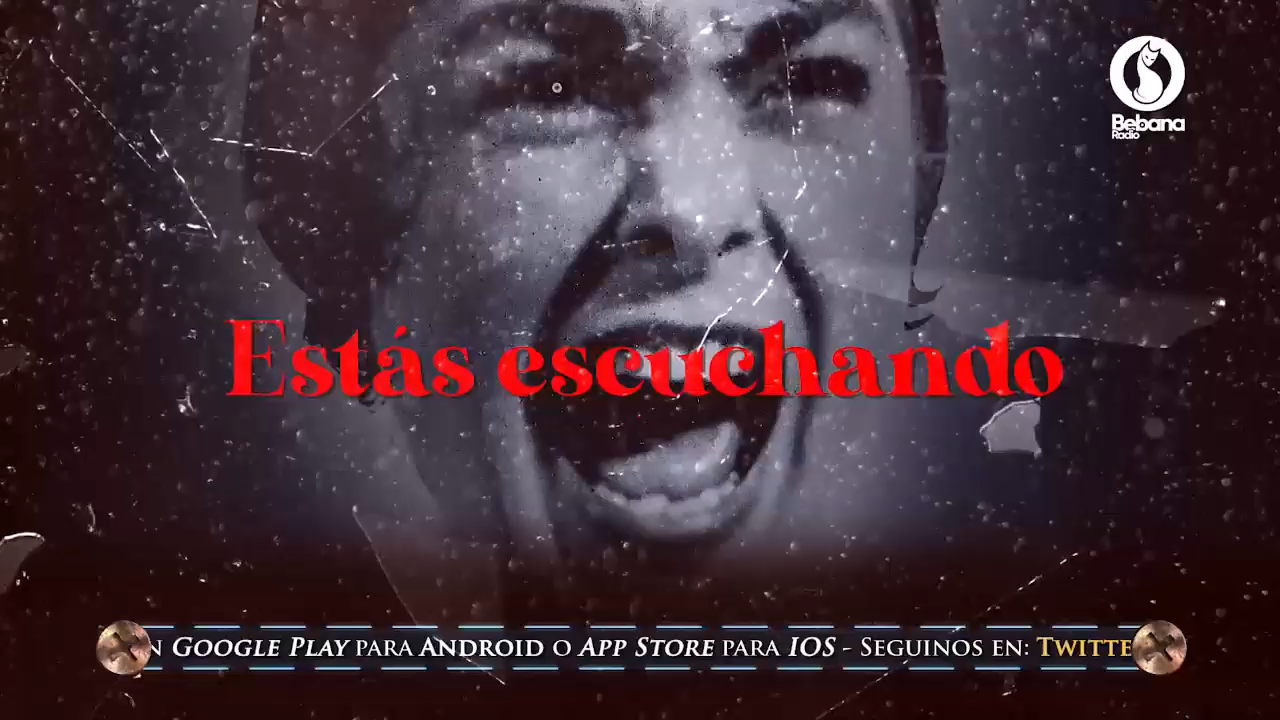 Bebana
Radio
Estás escuchando
N GOOGLE PLAY PARA ANDROID O APP STORE PARA IOS - SEGUINOS EN: TWITTE